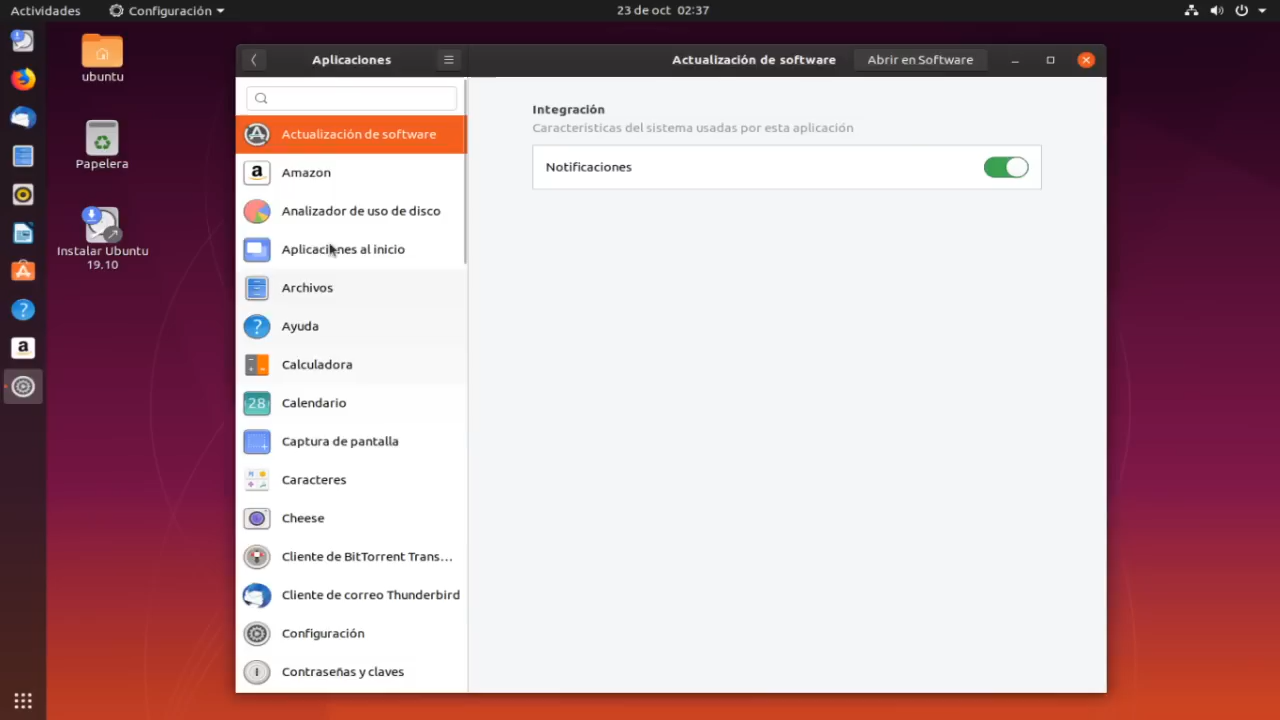 Actividades
Configuración
23 de oct 02:37
ubuntu
Papelera
Instalar Ubuntu
19.10
Aplicaciones
Actualización de software
Abrir en Software
Actualización de software
Amazon
Analizador de uso de disco
Aplicaciones al inicio
Archivos
Ayuda
Calculadora
28
Calendario
Captura de pantalla
Caracteres
Cheese
Cliente de BitTorrent Trans...
Cliente de correo Thunderbird
Configuración
Contraseñas y claves
Integración
Características del sistema usadas por esta aplicación
Notificaciones